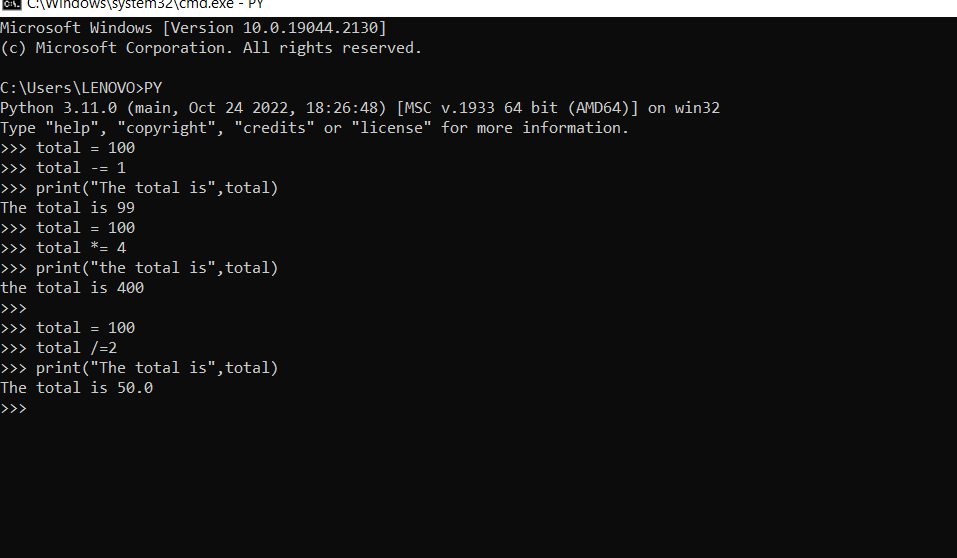 C:\Windows\system32\cmd.exe - PY
Microsoft Windows [Version 10.0.19044.2130]
(c) Microsoft Corporation. All rights reserved.
C:\Users\LENOVO>PY
Python 3.11.0 (main, Oct 24 2022, 18:26:48) [MSC v.1933 64 bit (AMD64)] on win32
Type "help", "copyright", "credits" or "license" for more information.
>>> total = 100
>>> total -= 1
>>> print("The total is",total)
The total is 99
>>> total = 100
>>> total *= 4
>>> print("the total is",total)
the total is 400
>>>
>>> total = 100
>>> total /=2
>>> print("The total is",total)
The total is 50.0
>>>